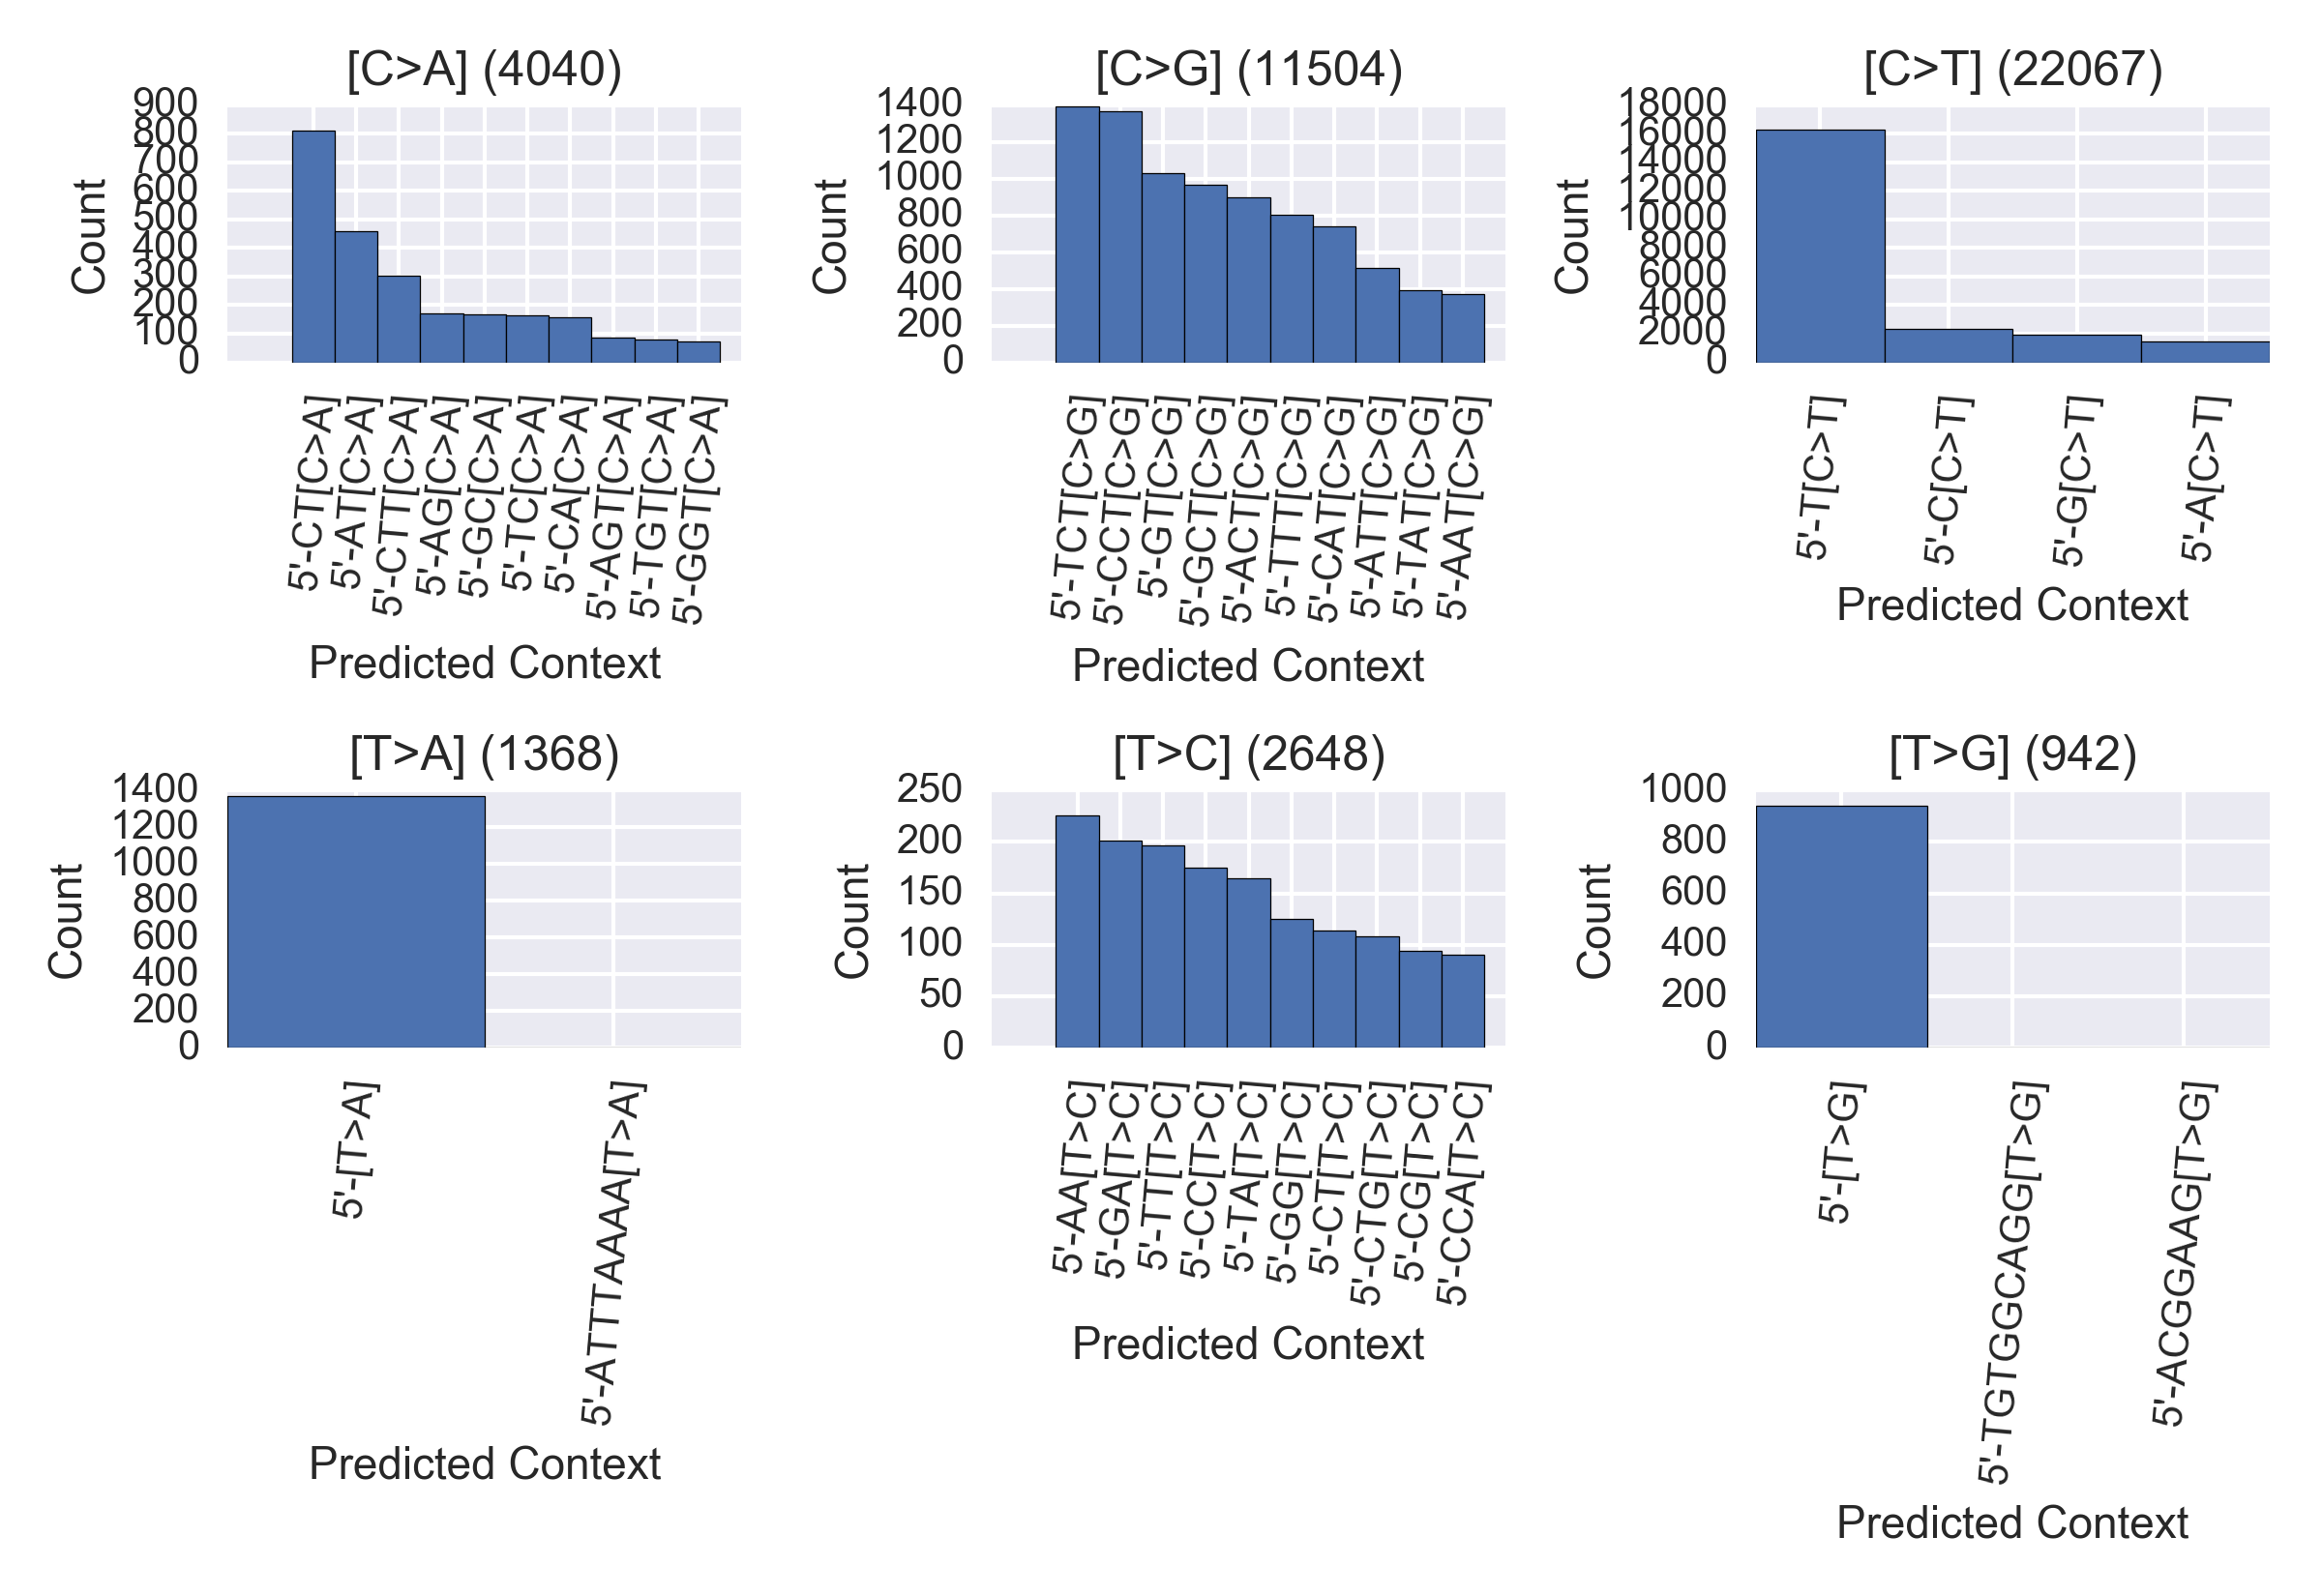 [C>A] (4040)
Count
900
800
700
600
500
400
300
200
100
0
5'-CT[C>A]
5'-AT[C>A]
5'-CTT[C>A]
5'-AG[C>A]
5'-GC[C>A]
5'-TC[C>A]
5'-CA[C>A]
5'-AGT[C>A]
5'-TGT[C>A]
5'-GGT[C>A]
Predicted Context
[C>G] (11504)
Count
1400
1200
1000
800
600
400
200
0
5'-TCT[C>G]
5'-CCT[C>G]
5'-GT[C>G]
5'-GCT[C>G]
5'-ACT[C>G]
5'-TTT[C>G]
5'-CAT[C>G]
5'-ATT[C>G]
5'-TAT[C>G]
5'-AAT[C>G]
Predicted Context
[C>T] (22067)
Count
18000
16000
14000
12000
10000
8000
6000
4000
2000
0
5'-T[C>T]
5'-C[C>T]
5'-G[C>T]
5'-A[C>T]
Predicted Context
[T>A] (1368)
Count
1400
1200
1000
800
600
400
200
0
5'-[T>A]
5'-ATTTAAAA[T>A]
Predicted Context
[T>C] (2648)
Count
250
200
150
100
50
0
5'-AA[T>C]
5'-GA[T>C]
5'-TT[T>C]
5'-CC[T>C]
5'-TA[T>C]
5'-GG[T>C]
5'-CT[T>C]
5'-CTG[T>C]
5'-CG[T>C]
5'-CCA[T>C]
Predicted Context
[T>G] (942)
Count
1000
800
600
400
200
0
5'-[T>G]
5'-TGTGGCAGG[T>G]
5'-ACGGAAG[T>G]
Predicted Context